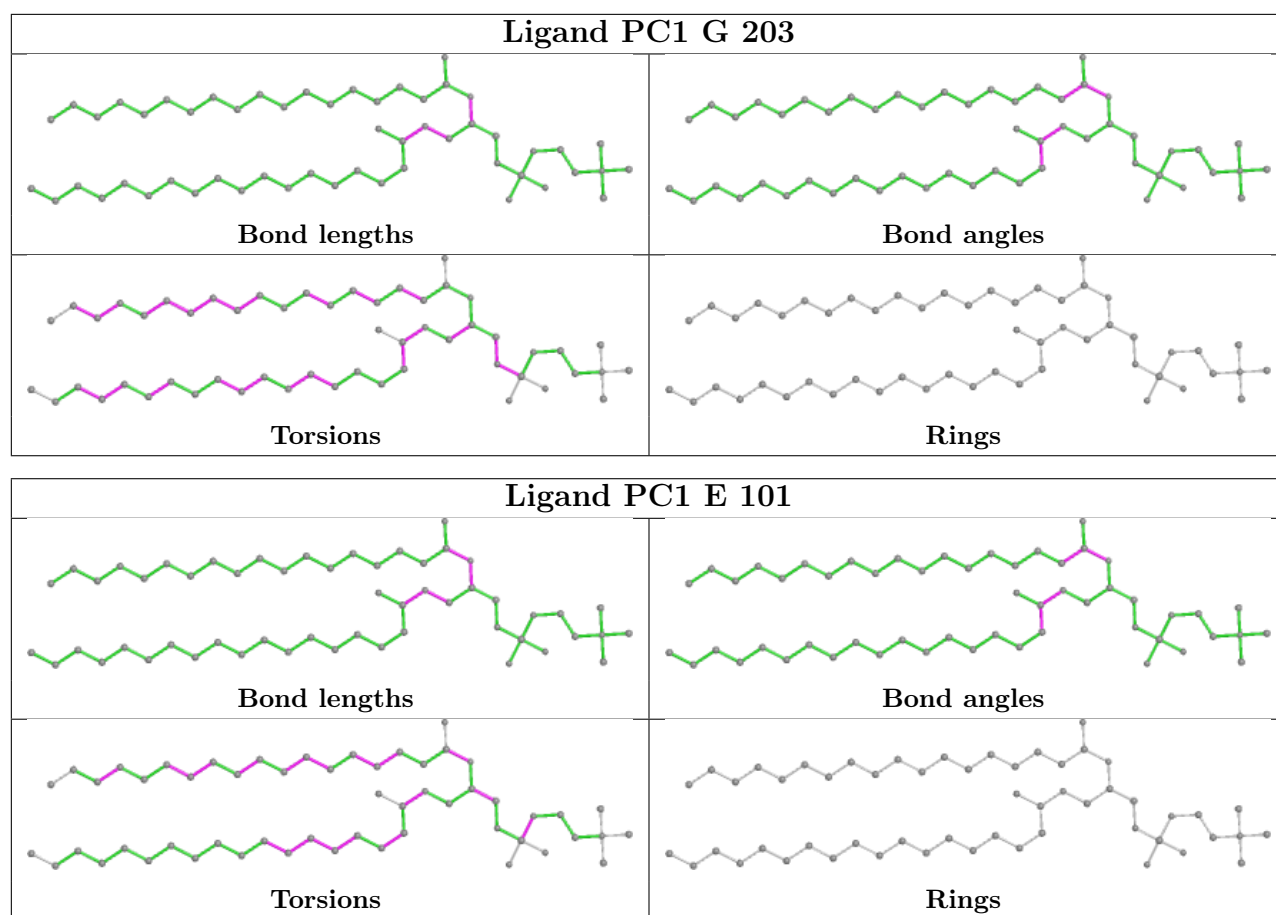 Ligand PC1 G 203
Bond lengths
Bond angles
Torsions
Rings
Ligand PC1 E 101
Bond lengths
Bond angles
Torsions
Rings